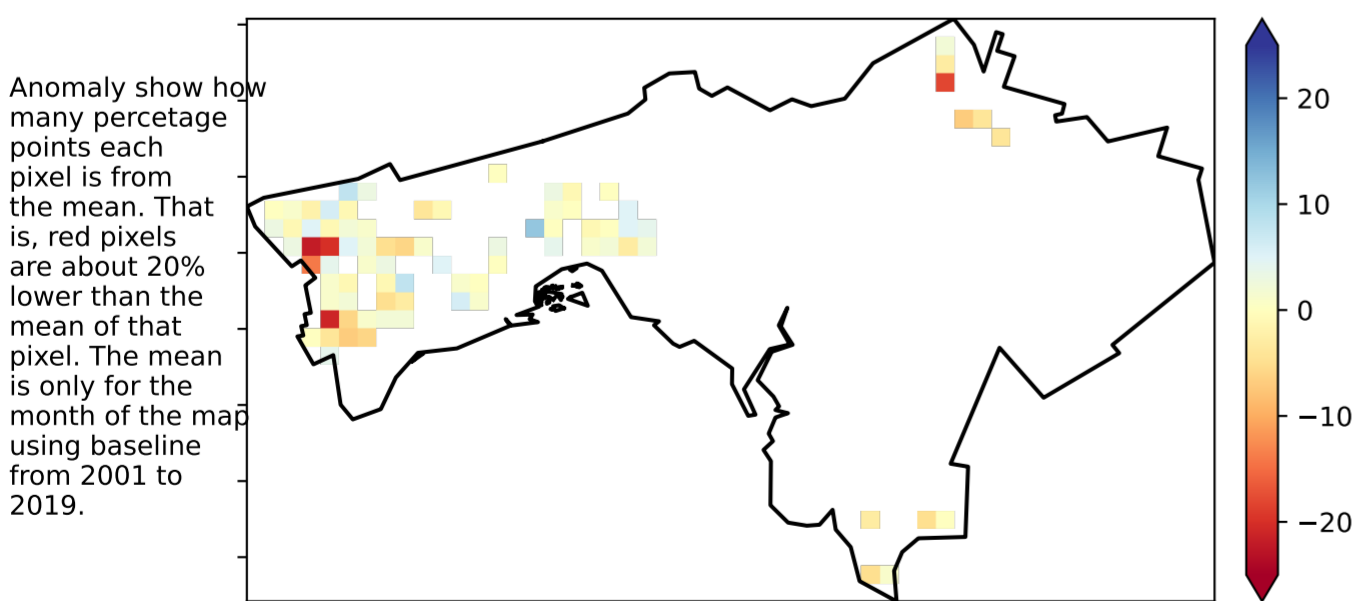 Anomaly show how
many percetage
points each
pixel is from
the mean. That
is, red pixels
are about 20%
lower than the
mean of that
pixel. The mean
is only for the
month of the map
using baseline
from 2001 to
2019.
20
10
0
−10
−20